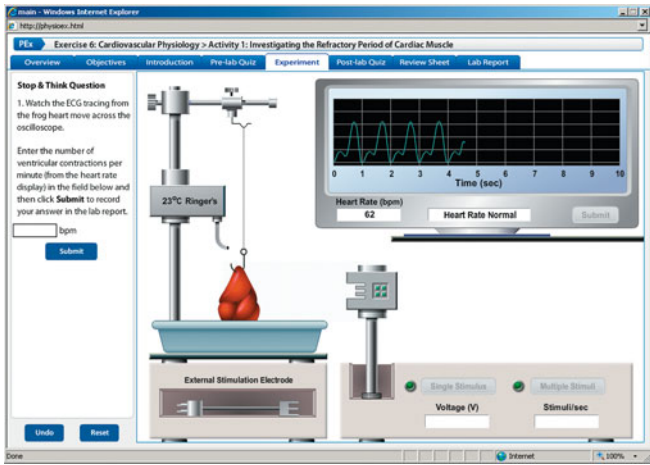 main - Windows Internet Explorer
http://physioex.html
PEx Exercise 6: Cardiovascular Physiology > Activity 1: Investigating the Refractory Period of Cardiac Muscle
Overview Objectives Introduction Pre-lab Quiz Experiment Post-lab Quiz Review Sheet Lab Report
Stop & Think Question
1. Watch the ECG tracing from
the frog heart move across the
oscilloscope.
Enter the number of
ventricular contractions per
minute (from the heart rate
display) in the field below and
then click Submit to record
your answer in the lab report.
bpm
Submit
Undo Reset
23°C Ringer's
0 1 2 3 4 5 6 7 8 9 10
Time (sec)
Heart Rate (bpm)
62 Heart Rate Normal Submit
External Stimulation Electrode
Single Stimulus Multiple Stimuli
Voltage (V) Stimuli/sec
Done Internet 100%